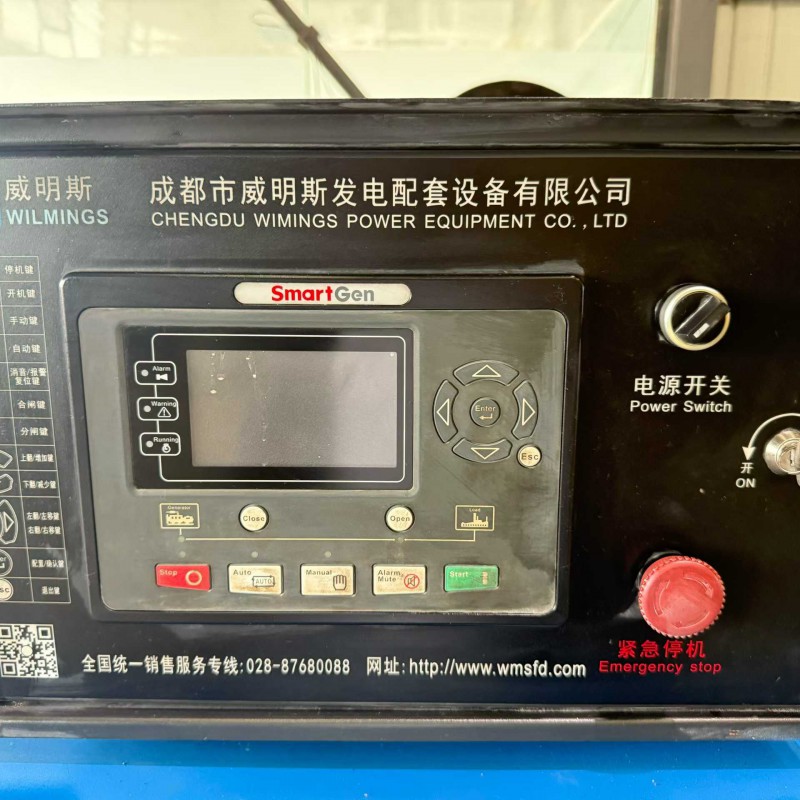 威明斯
WILMINGS
成都市威明斯发电配套设备有限公司
CHENGDU WIMINGS POWER EQUIPMENT CO., LTD
停机键
开机键
手动键
自动键
消音/报警
复位键
合闸键
分闸键
上翻/增加键
下翻/减少键
左翻/左移键
右翻/右移键
配置/确认键
退出键
SmartGen
Alarm
Warning
Running
Enter
Esc
Generator
Close
Open
Load
Stop
Auto
AUTO
Manual
Alarm
Mute
Start
电源开关
Power Switch
开
ON
紧急停机
Emergency stop
全国统一销售服务专线:028-87680088 网址:http://www.wmsfd.com